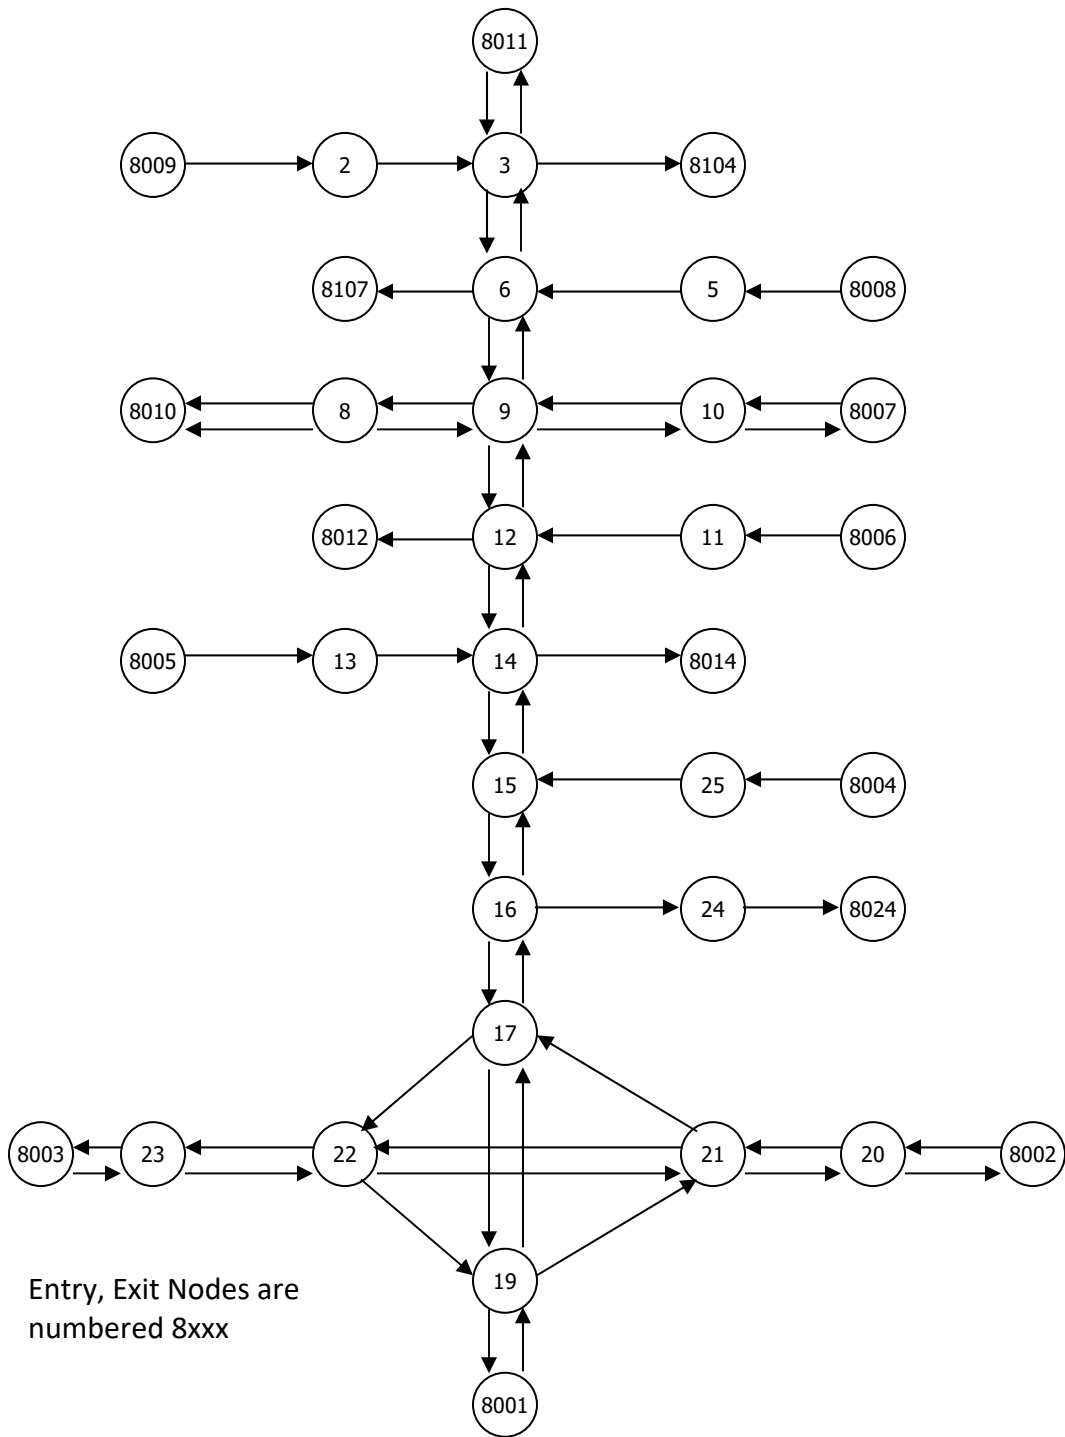 8011
8009 2 3 8104
8107 6 5 8008
8010 8 9 10 8007
8012 12 11 8006
8005 13 14 8014
15 25 8004
16 24 8024
17
8003 23 22 21 20 8002
19
Entry, Exit Nodes are
numbered 8xxx
8001